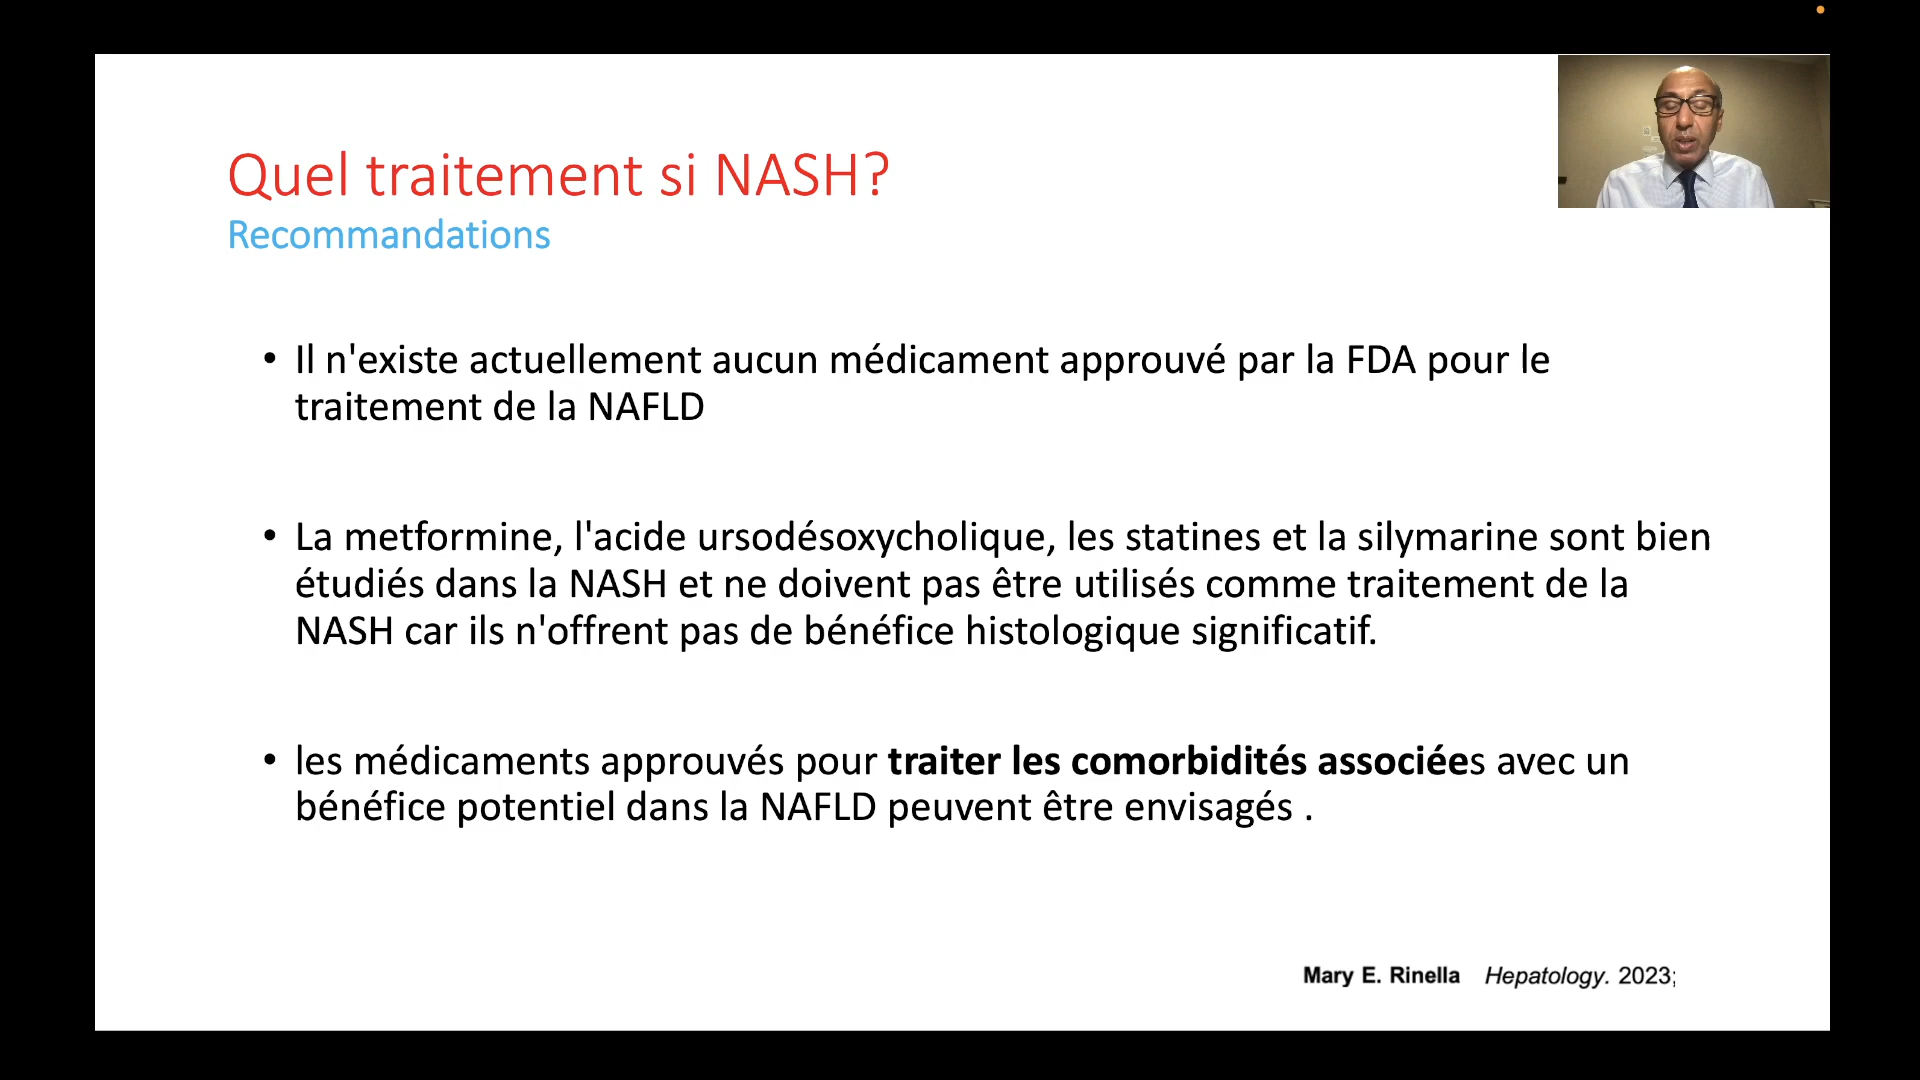 Quel traitement si NASH?
Recommandations
• Il n'existe actuellement aucun médicament approuvé par la FDA pour le
traitement de la NAFLD
• La metformine, l'acide ursodésoxycholique, les statines et la silymarine sont bien
étudiés dans la NASH et ne doivent pas être utilisés comme traitement de la
NASH car ils n'offrent pas de bénéfice histologique significatif.
• les médicaments approuvés pour traiter les comorbidités associées avec un
bénéfice potentiel dans la NAFLD peuvent être envisagés .
Mary E. Rinella Hepatology. 2023;